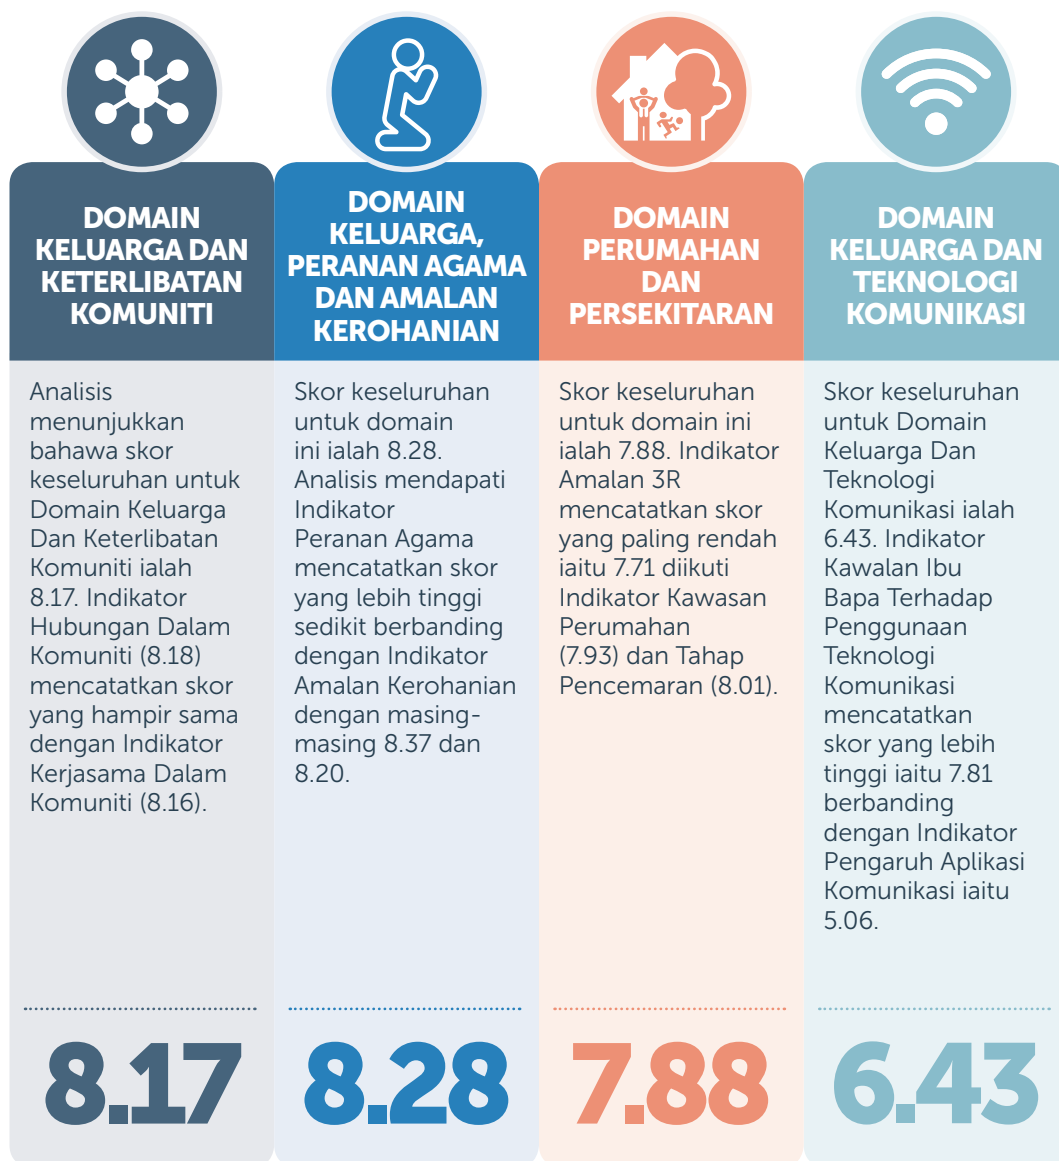 DOMAIN
KELUARGA DAN
KETERLIBATAN
KOMUNITI
Analisis
menunjukkan
bahawa skor
keseluruhan untuk
Domain Keluarga
Dan Keterlibatan
Komuniti ialah
8.17. Indikator
Hubungan Dalam
Komuniti (8.18)
mencatatkan skor
yang hampir sama
dengan Indikator
Kerjasama Dalam
Komuniti (8.16).
8.17
DOMAIN
KELUARGA,
PERANAN AGAMA
DAN AMALAN
KEROHANIAN
Skor keseluruhan
untuk domain
ini ialah 8.28.
Analisis mendapati
Indikator
Peranan Agama
mencatatkan skor
yang lebih tinggi
sedikit berbanding
dengan Indikator
Amalan Kerohanian
dengan masing-
masing 8.37 dan
8.20.
8.28
DOMAIN
PERUMAHAN
DAN
PERSEKITARAN
Skor keseluruhan
untuk domain ini
ialah 7.88. Indikator
Amalan 3R
mencatatkan skor
yang paling rendah
iaitu 7.71 diikuti
Indikator Kawasan
Perumahan
(7.93) dan Tahap
Pencemaran (8.01).
7.88
DOMAIN
KELUARGA DAN
TEKNOLOGI
KOMUNIKASI
Skor keseluruhan
untuk Domain
Keluarga Dan
Teknologi
Komunikasi ialah
6.43. Indikator
Kawalan Ibu
Bapa Terhadap
Penggunaan
Teknologi
Komunikasi
mencatatkan
skor yang lebih
tinggi iaitu 7.81
berbanding
dengan Indikator
Pengaruh Aplikasi
Komunikasi iaitu
5.06.
6.43